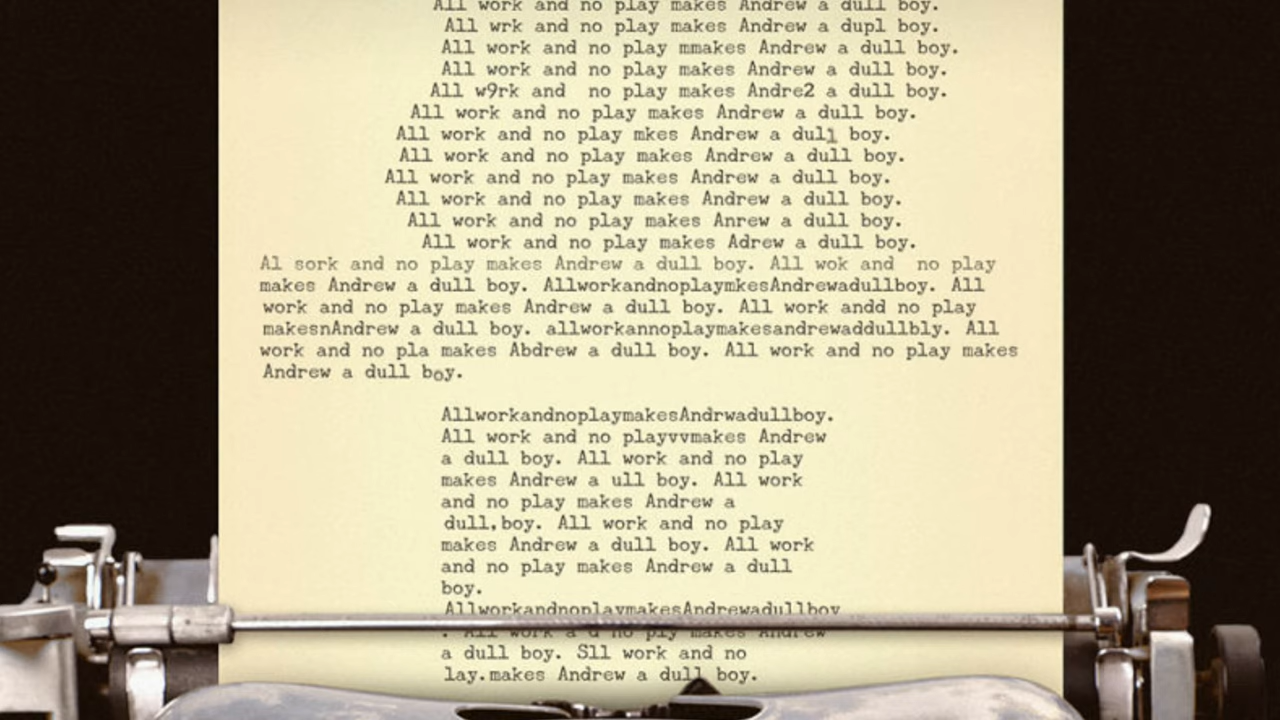 All work and no play makes Andrew a dull boy.
All wrk and no play makes Andrew a dupl boy.
All work and no play mmakes Andrew a dull boy.
All work and no play makes Andrew a dull boy.
All w9rk and  no play makes Andre2 a dull boy.
All work and no play makes Andrew a dull boy.
All work and no play mkes Andrew a dull boy.
All work and no play makes Andrew a dull boy.
All work and no play makes Andrew a dull boy.
All work and no play makes Andrew a dull boy.
All work and no play makes Anrew a dull boy.
All work and no play makes Adrew a dull boy.
Al sork and no play makes Andrew a dull boy. All wok and  no play
makes Andrew a dull boy. AllworkandnoplaymkesAndrewadullboy. All
work and no play makes Andrew a dull boy. All work andd no play
makesnAndrew a dull boy. allworkannoplaymakesandrewaddullbly. All
work and no pla makes Abdrew a dull boy. All work and no play makes
Andrew a dull boy.
AllworkandnoplaymakesAndrwadullboy.
All work and no playvvmakes Andrew
a dull boy. All work and no play
makes Andrew a ull boy. All work
and no play makes Andrew a
dull,boy. All work and no play
makes Andrew a dull boy. All work
and no play makes Andrew a dull
boy.
AllworkandnoplaymakesAndrewadullboy
. All work a d no ply makes Andrew
a dull boy. Sll work and no
lay.makes Andrew a dull boy.